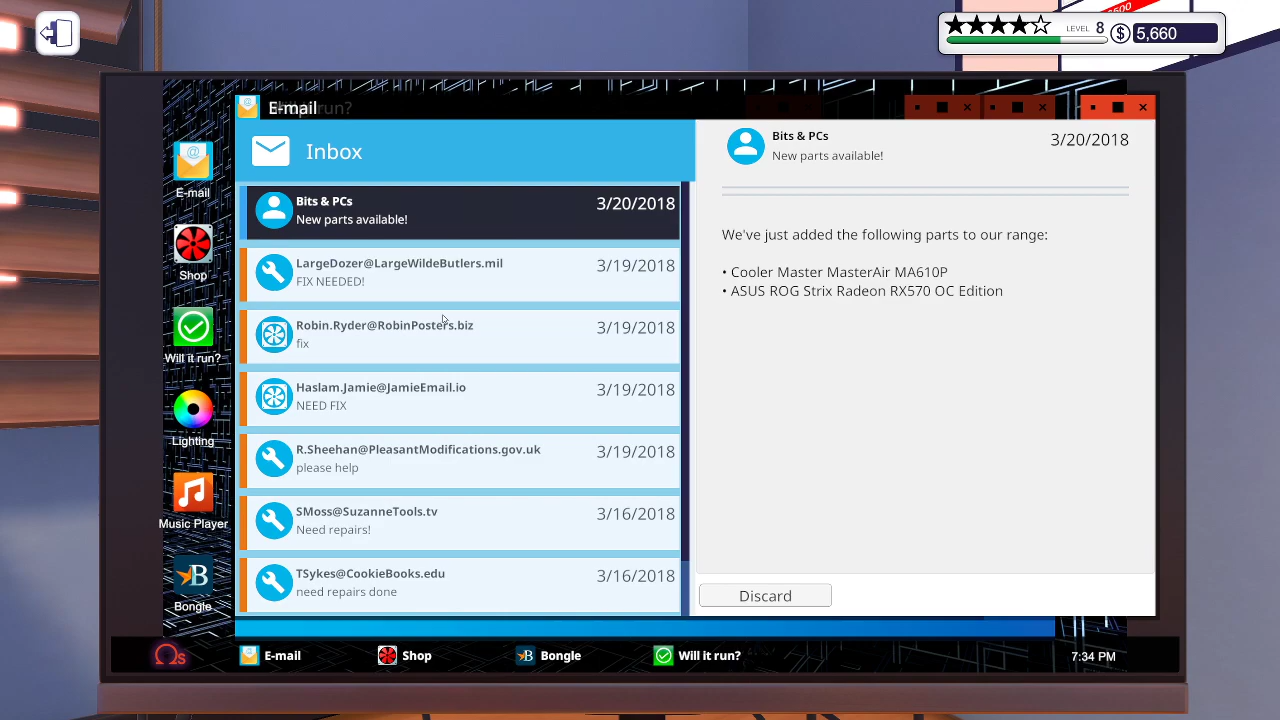 $600
LEVEL 8
$ 5,660
E-mail
Inbox
Bits & PCs
New parts available!
3/20/2018
LargeDozer@LargeWildeButlers.mil
FIX NEEDED!
3/19/2018
Robin.Ryder@RobinPosters.biz
fix
3/19/2018
Haslam.Jamie@JamieEmail.io
NEED FIX
3/19/2018
R.Sheehan@PleasantModifications.gov.uk
please help
3/19/2018
SMoss@SuzanneTools.tv
Need repairs!
3/16/2018
TSykes@CookieBooks.edu
need repairs done
3/16/2018
Bits & PCs
New parts available!
3/20/2018
We've just added the following parts to our range:
• Cooler Master MasterAir MA610P
• ASUS ROG Strix Radeon RX570 OC Edition
Discard
E-mail
Shop
Will it run?
Lighting
Music Player
B
Bongle
Ωs
E-mail
Shop
B Bongle
Will it run?
7:34 PM